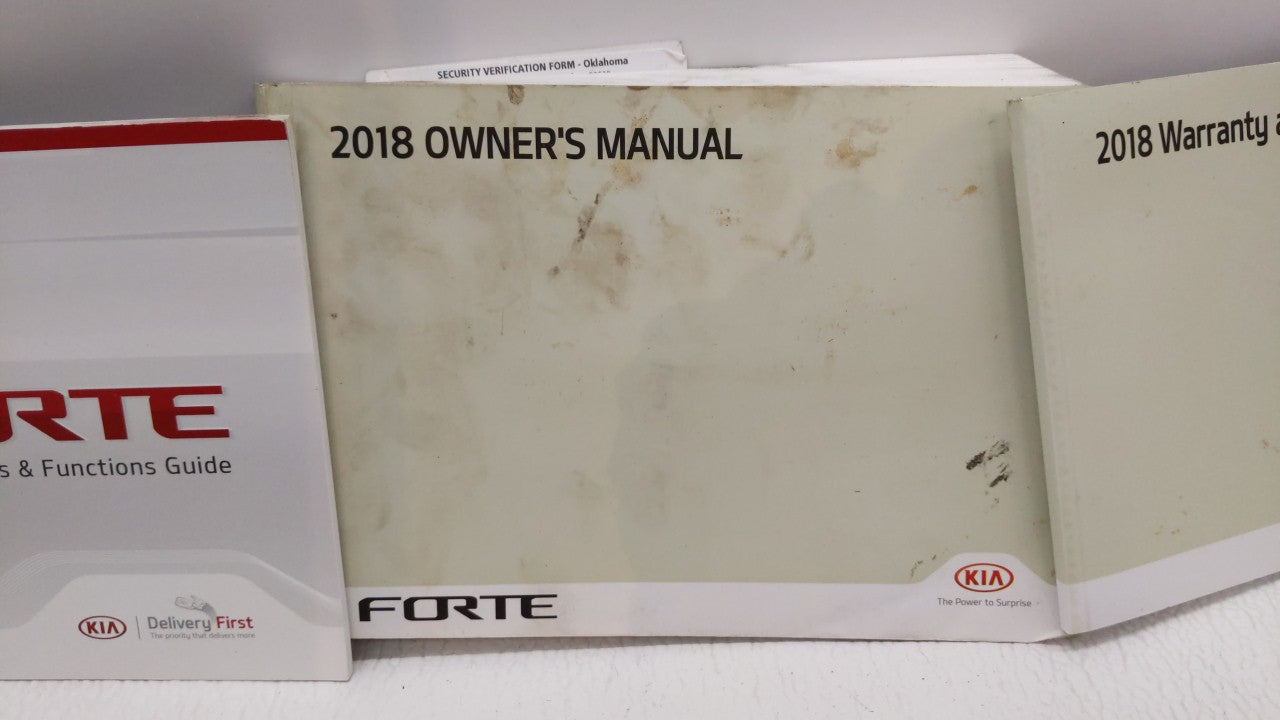 SECURITY VERIFICATION FORM - Oklahoma
2018 OWNER'S MANUAL
2018 Warranty
RTE
s & Functions Guide
FORTE
KIA
The Power to Surprise
KIA
Delivery First
The priority that delivers more